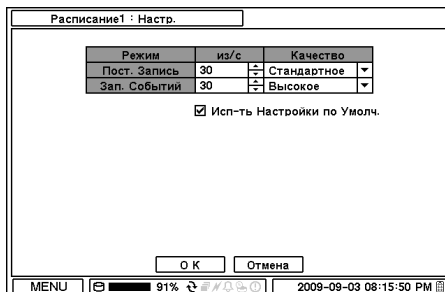 Расписание1 : Настр.
Режим из/с Качество
Пост. Запись 30 Стандартное
Зап. Событий 30 Высокое
Исп-ть Настройки по Умолч.
O K Отмена
MENU 91% 2009-09-03 08:15:50 PM